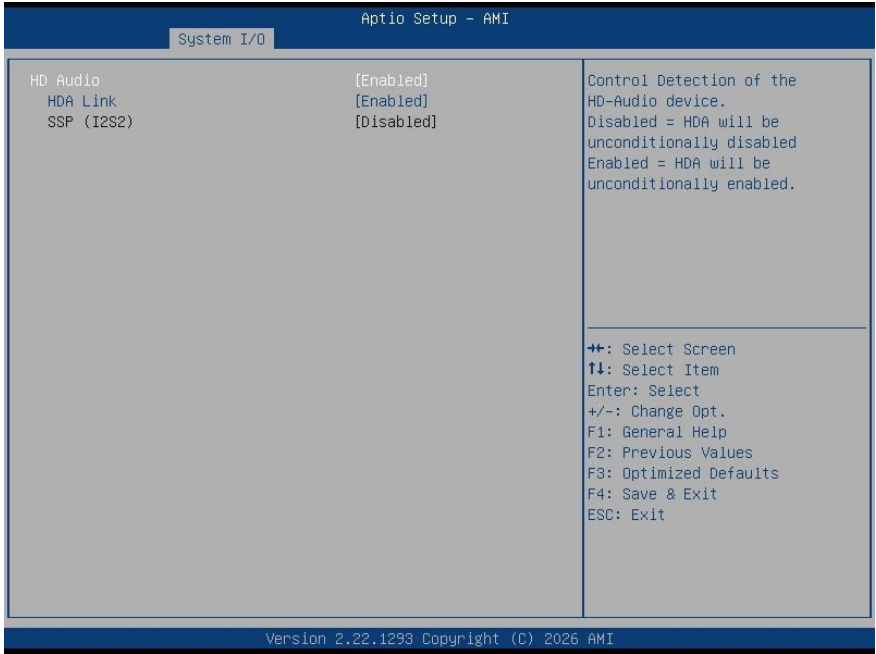 Aptio Setup - AMI
System I/O
HD Audio [Enabled]
HDA Link [Enabled]
SSP (I2S2) [Disabled]
Control Detection of the
HD-Audio device.
Disabled = HDA will be
unconditionally disabled
Enabled = HDA will be
unconditionally enabled.
→←: Select Screen
↑↓: Select Item
Enter: Select
+/-: Change Opt.
F1: General Help
F2: Previous Values
F3: Optimized Defaults
F4: Save & Exit
ESC: Exit
Version 2.22.1293 Copyright (C) 2026 AMI